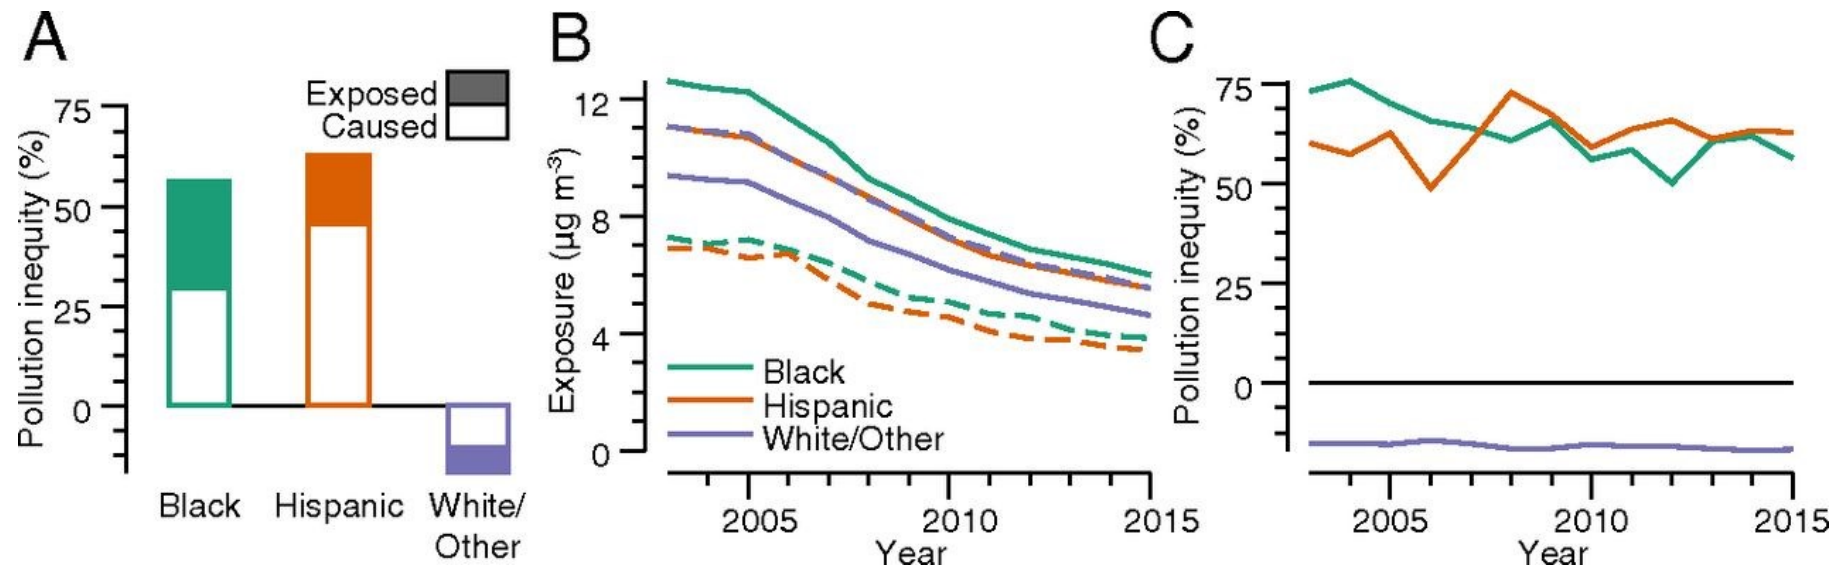 A
Exposed
Caused
Pollution inequity (%)
75
50
25
0
Black
Hispanic
White/
Other
B
Exposure (µg m-3)
12
8
4
0
Black
Hispanic
White/Other
2005
2010
2015
Year
C
Pollution inequity (%)
75
50
25
0
2005
2010
2015
Year